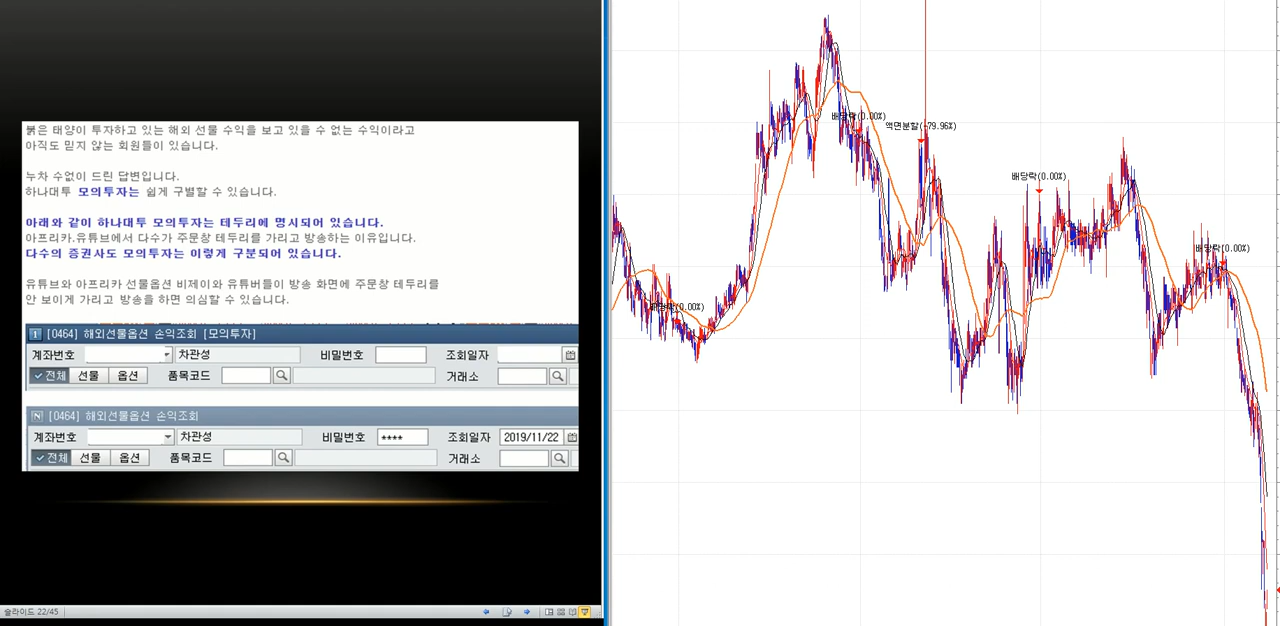 붉은 태양이 투자하고 있는 해외 선물 수익을 보고 있을 수 없는 수익이라고
아직도 믿지 않는 회원들이 있습니다.
누차 수없이 드린 답변입니다.
하나대투 모의투자는 쉽게 구별할 수 있습니다.
아래와 같이 하나대투 모의투자는 테두리에 명시되어 있습니다.
아프리카,유튜브에서 다수가 주문창 테두리를 가리고 방송하는 이유입니다.
다수의 증권사도 모의투자는 이렇게 구분되어 있습니다.
유튜브와 아프리카 선물옵션 비제이와 유튜버들이 방송 화면에 주문창 테두리를
안 보이게 가리고 방송을 하면 의심할 수 있습니다.
1 [0464] 해외선물옵션 손익조회 [모의투자]
계좌번호 차관성 비밀번호 조회일자
전체 선물 옵션 품목코드 거래소
N [0464] 해외선물옵션 손익조회
계좌번호 차관성 비밀번호 **** 조회일자 2019/11/22
전체 선물 옵션 품목코드 거래소
슬라이드 22/45
배당락(0.00%)
액면분할(-79.96%)
배당락(0.00%)
배당락(0.00%)
배당락(0.00%)